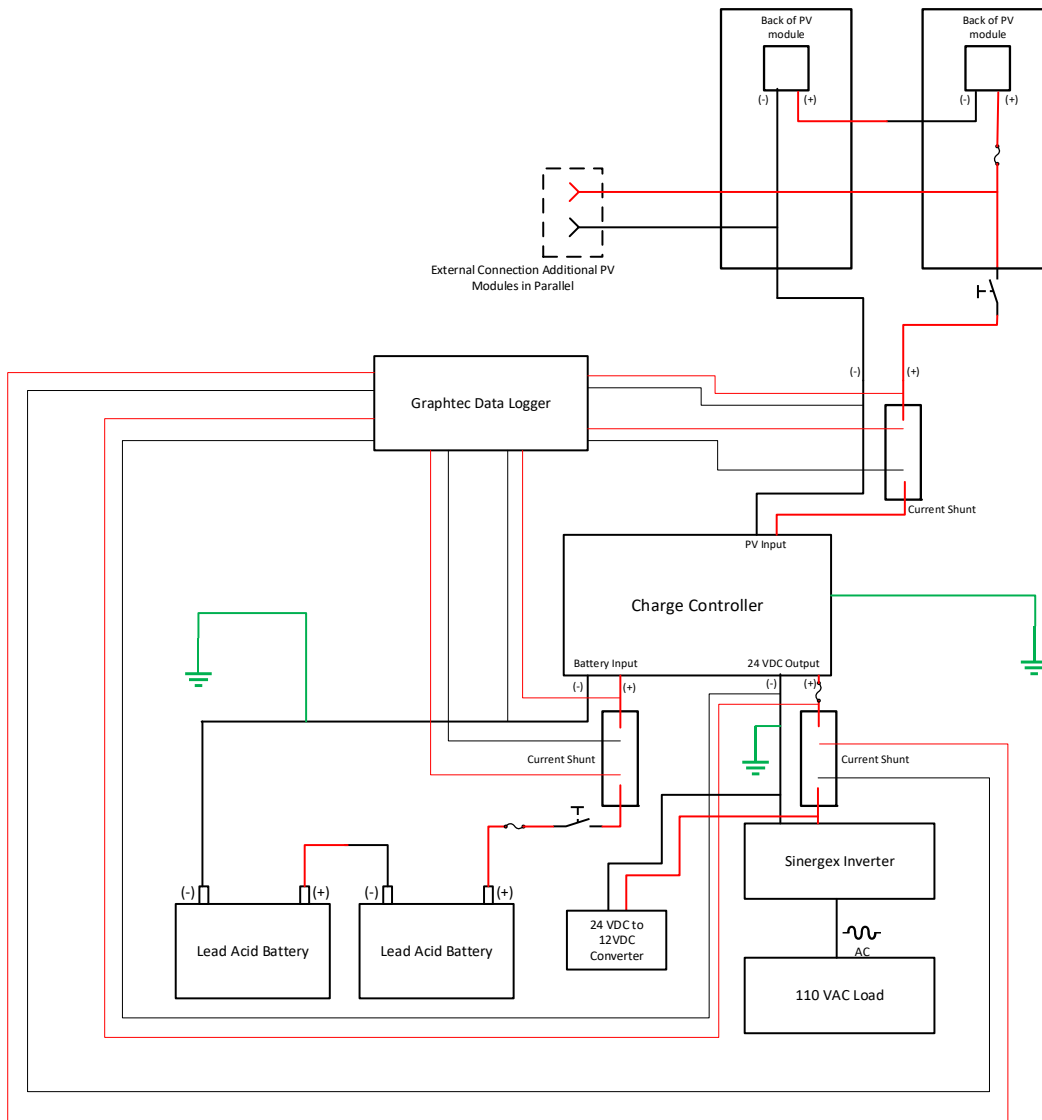 Back of PV
module
Back of PV
module
(-)
(+)
(-)
(+)
External Connection Additional PV
Modules in Parallel
(-)
(+)
Graphtec Data Logger
Current Shunt
PV Input
Charge Controller
Battery Input
24 VDC Output
(-)
(+)
(-)
(+)
Current Shunt
Current Shunt
Sinergex Inverter
(-)
(+)
(-)
(+)
Lead Acid Battery
Lead Acid Battery
24 VDC to
12VDC
Converter
AC
110 VAC Load